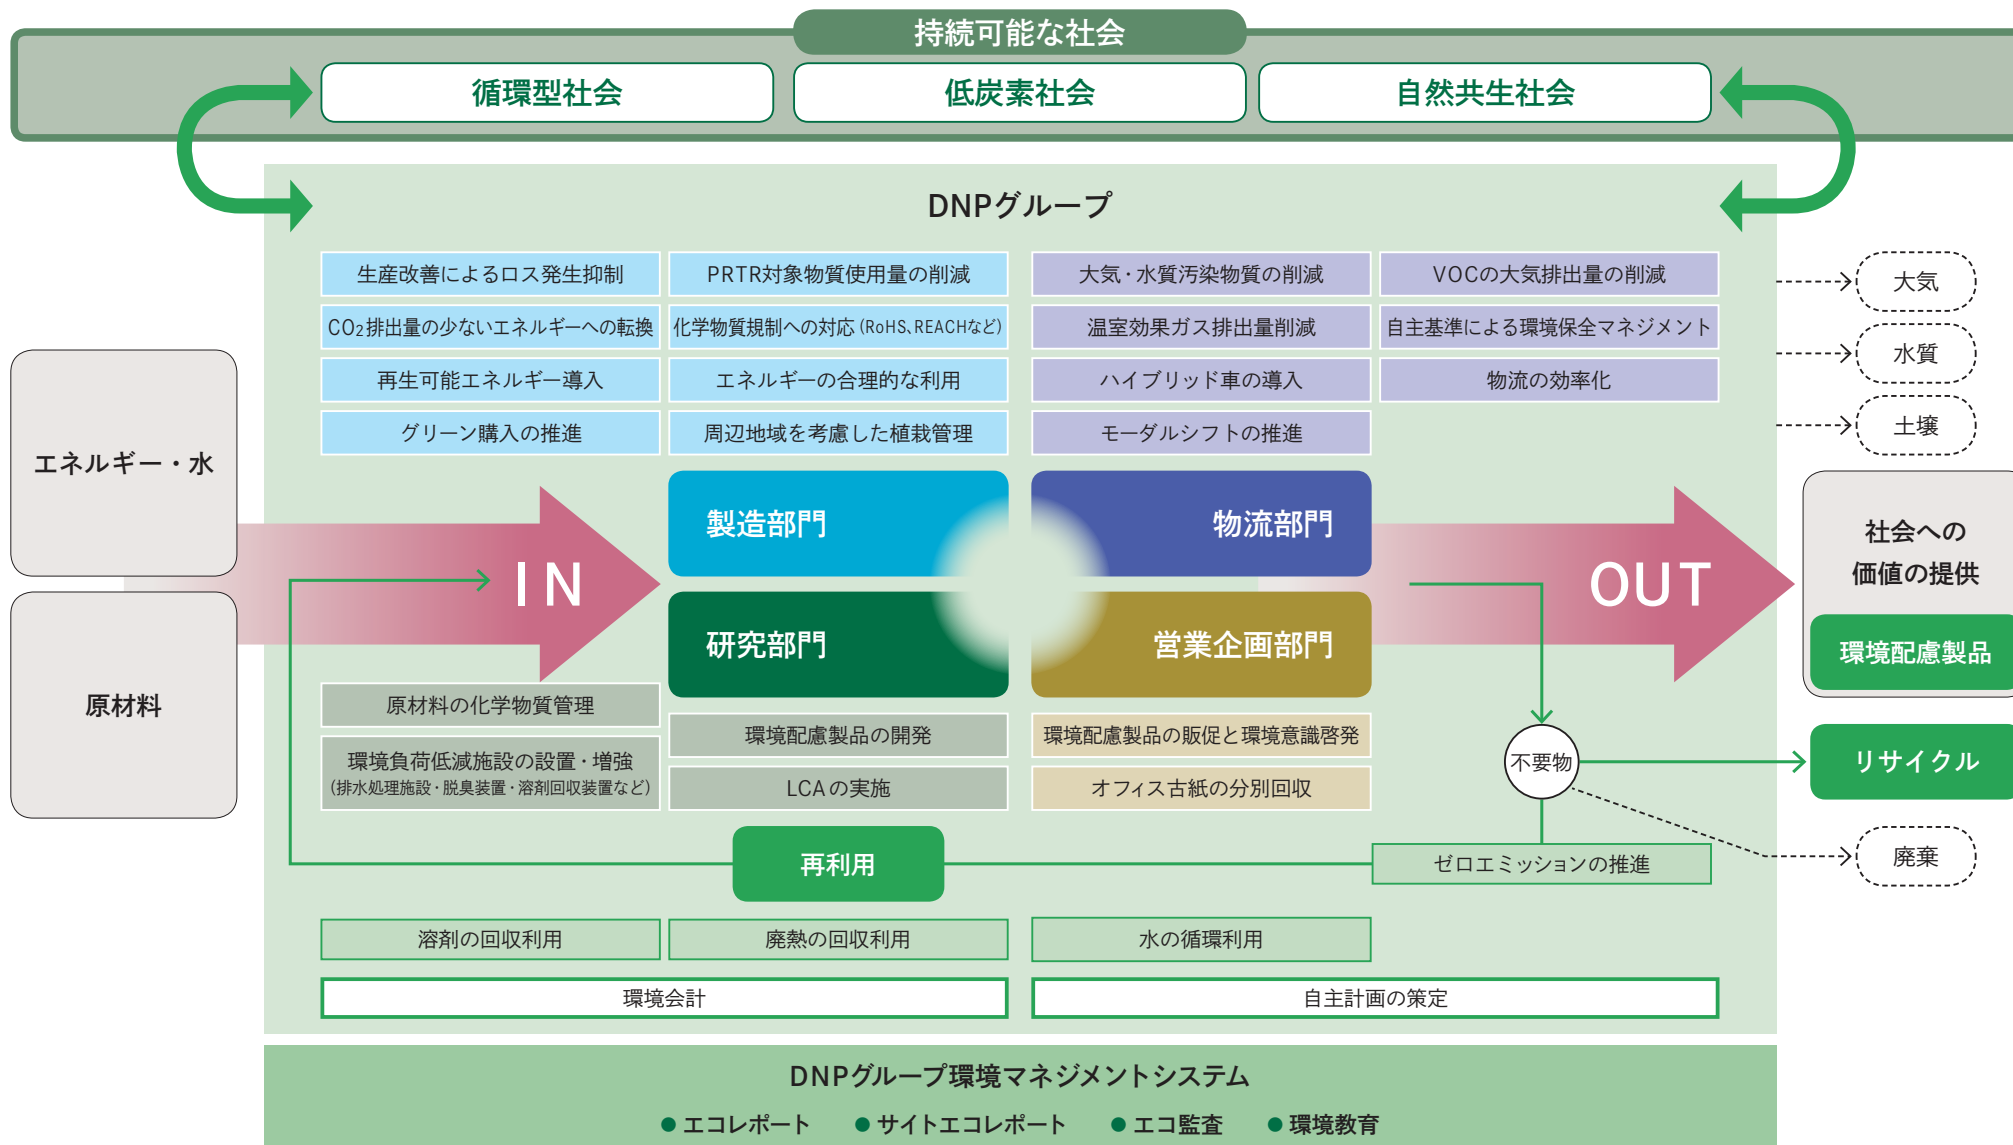 持続可能な社会
循環型社会
低炭素社会
自然共生社会
DNPグループ
生産改善によるロス発生抑制
PRTR対象物質使用量の削減
大気・水質汚染物質の削減
VOCの大気排出量の削減
CO2排出量の少ないエネルギーへの転換
化学物質規制への対応(RoHS、REACHなど)
温室効果ガス排出量削減
自主基準による環境保全マネジメント
再生可能エネルギー導入
エネルギーの合理的な利用
ハイブリッド車の導入
物流の効率化
グリーン購入の推進
周辺地域を考慮した植栽管理
モーダルシフトの推進
大気
水質
土壌
エネルギー・水
原材料
IN
製造部門
物流部門
研究部門
営業企画部門
OUT
社会への
価値の提供
環境配慮製品
原材料の化学物質管理
環境負荷低減施設の設置・増強
(排水処理施設・脱臭装置・溶剤回収装置など)
環境配慮製品の開発
LCAの実施
環境配慮製品の販促と環境意識啓発
オフィス古紙の分別回収
不要物
リサイクル
廃棄
再利用
ゼロエミッションの推進
溶剤の回収利用
廃熱の回収利用
水の循環利用
環境会計
自主計画の策定
DNPグループ環境マネジメントシステム
●エコレポート ●サイトエコレポート ●エコ監査 ●環境教育